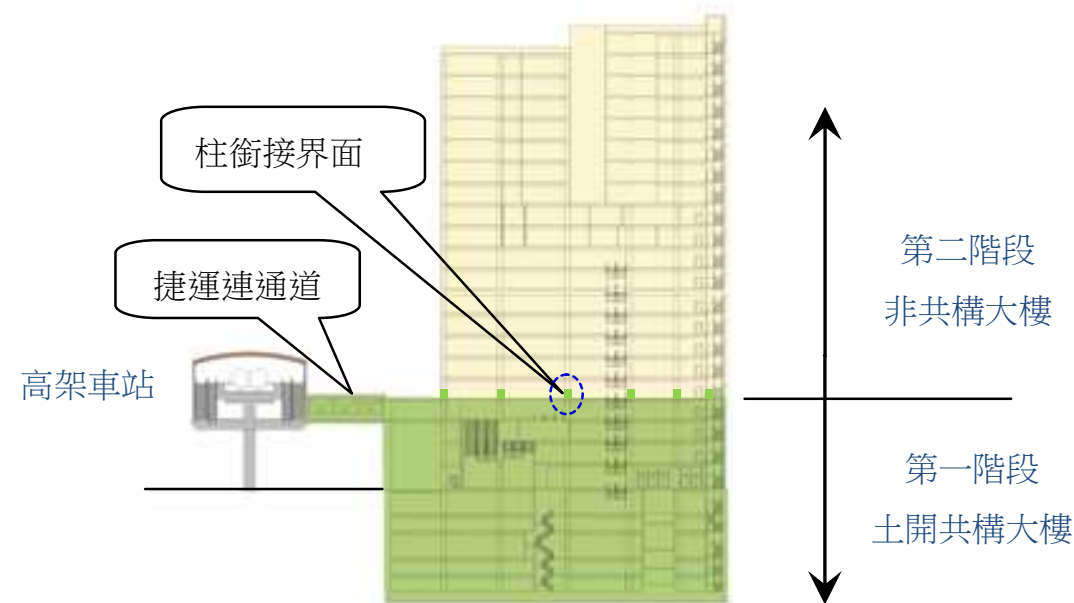 柱銜接界面
捷運連通道
高架車站
第二階段
非共構大樓
第一階段
土開共構大樓